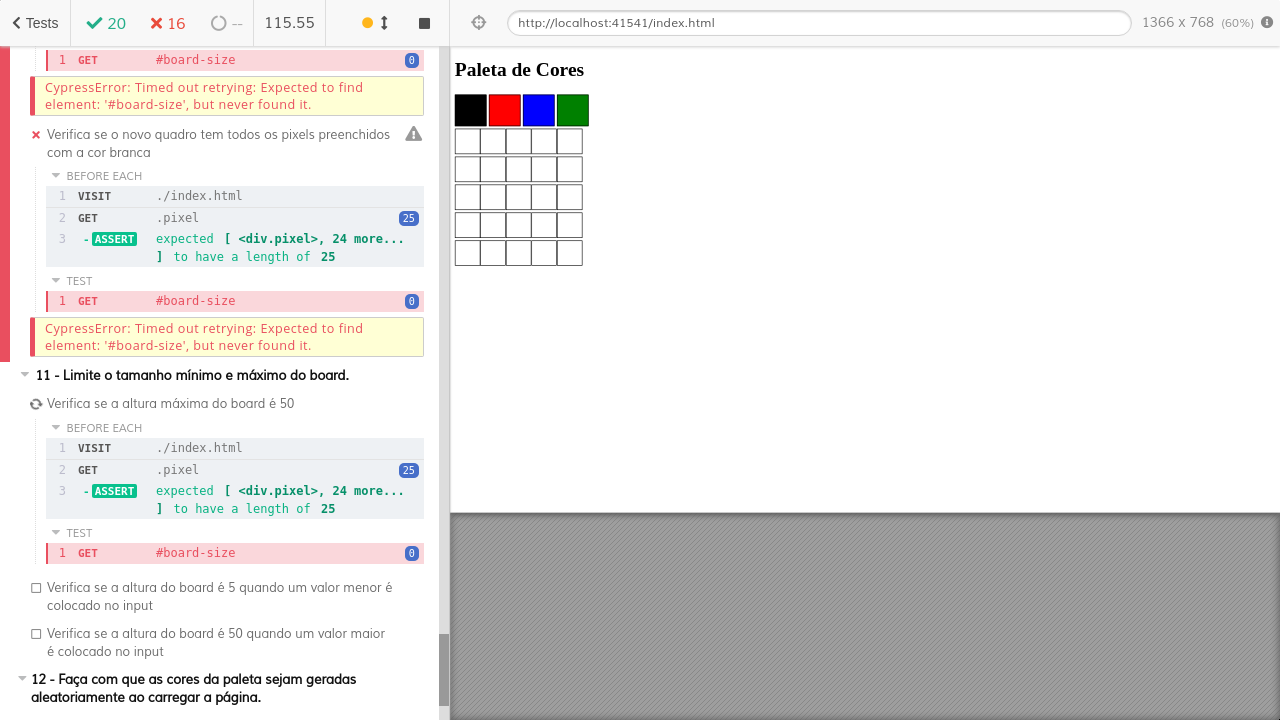 Tests
20
16
--
115.55
http://localhost:41541/index.html
1366 x 768 (60%)
1 GET #board-size 0
CypressError: Timed out retrying: Expected to find
element: '#board-size', but never found it.
Verifica se o novo quadro tem todos os pixels preenchidos
com a cor branca
BEFORE EACH
1 VISIT ./index.html
2 GET .pixel 25
3 - ASSERT expected [ <div.pixel>, 24 more...
] to have a length of 25
TEST
1 GET #board-size 0
CypressError: Timed out retrying: Expected to find
element: '#board-size', but never found it.
11 - Limite o tamanho mínimo e máximo do board.
Verifica se a altura máxima do board é 50
BEFORE EACH
1 VISIT ./index.html
2 GET .pixel 25
3 - ASSERT expected [ <div.pixel>, 24 more...
] to have a length of 25
TEST
1 GET #board-size 0
Verifica se a altura do board é 5 quando um valor menor é
colocado no input
Verifica se a altura do board é 50 quando um valor maior
é colocado no input
12 - Faça com que as cores da paleta sejam geradas
aleatoriamente ao carregar a página.
Paleta de Cores